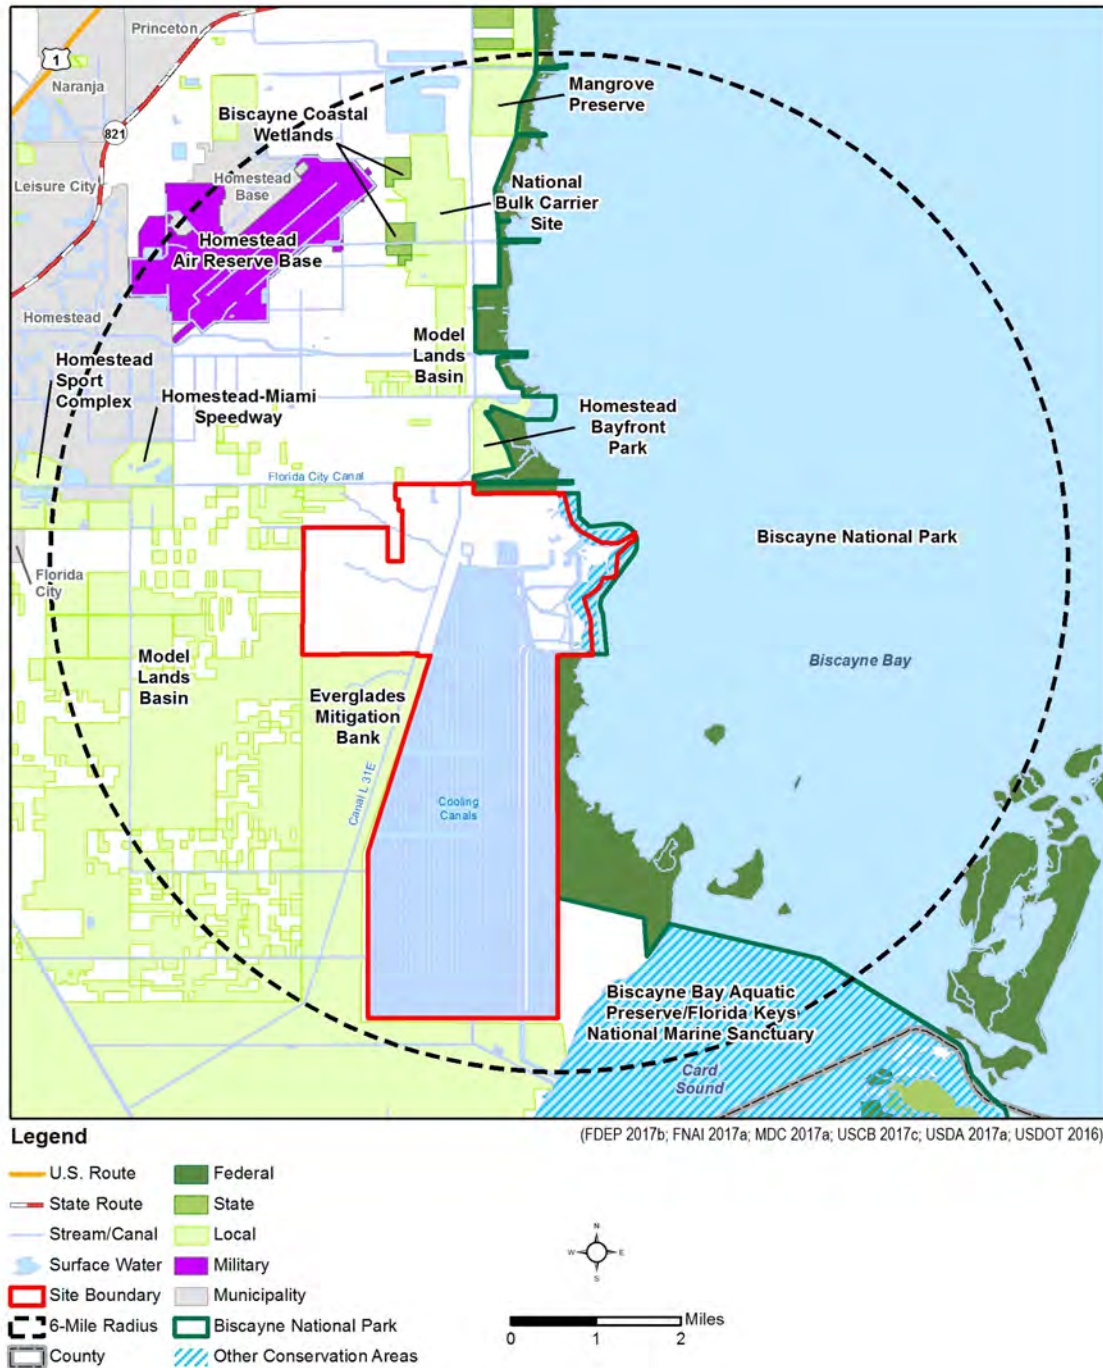 Princeton
1
Naranja
Mangrove
Preserve
Biscayne Coastal
Wetlands
821
Leisure City
Homestead
Base
National
Bulk Carrier
Site
Homestead
Air Reserve Base
Homestead
Model
Lands
Basin
Homestead
Sport
Complex
Homestead-Miami
Speedway
Homestead
Bayfront
Park
Florida City Canal
Biscayne National Park
Florida
City
Model
Lands
Basin
Biscayne Bay
Everglades
Mitigation
Bank
Canal L 31E
Cooling
Canals
Biscayne Bay Aquatic
Preserve/Florida Keys
National Marine Sanctuary
Card
Sound
Legend
(FDEP 2017b; FNAI 2017a; MDC 2017a; USCB 2017c; USDA 2017a; USDOT 2016)
U.S. Route
Federal
State Route
State
Stream/Canal
Local
Surface Water
Military
Site Boundary
Municipality
6-Mile Radius
Biscayne National Park
County
Other Conservation Areas
N
W
E
S
Miles
0
1
2